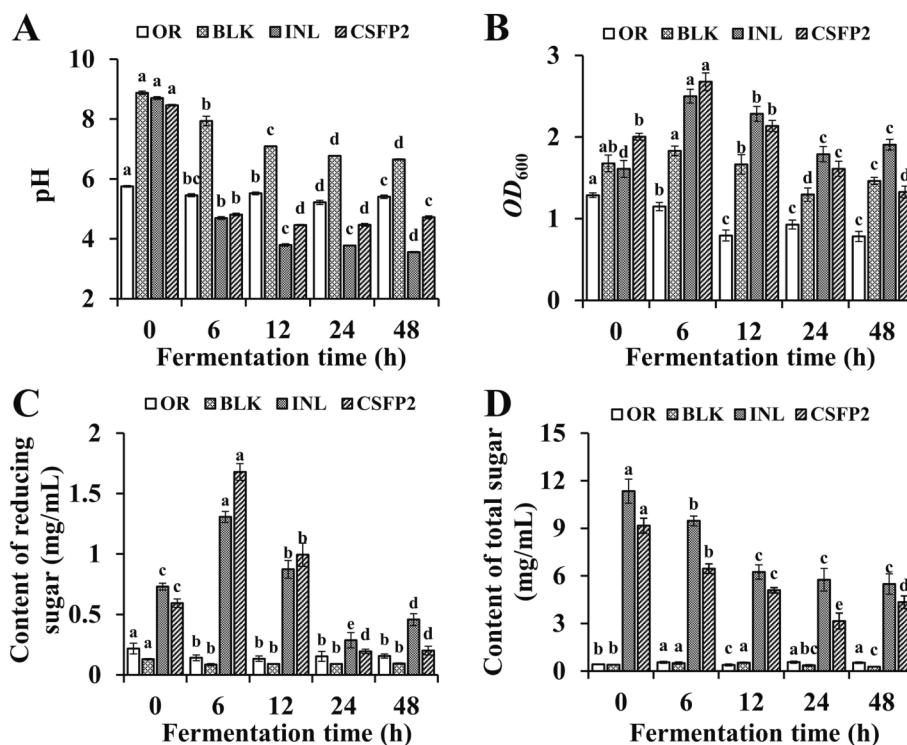 A
OR BLK INL CSFP2
10
8
6
4
2
pH
a a a a
bc b b b
c c c c
d d c c
c d d c
0 6 12 24 48
Fermentation time (h)
B
OR BLK INL CSFP2
3
2
1
0
OD600
a ab d b
b a a a
c b b b
c d c c
c c c d
0 6 12 24 48
Fermentation time (h)
C
OR BLK INL CSFP2
2
1.5
1
0.5
0
Content of reducing
sugar (mg/mL)
a a c c
b b a a
b b b b
b b e d
b b d d
0 6 12 24 48
Fermentation time (h)
D
OR BLK INL CSFP2
15
12
9
6
3
0
Content of total sugar
(mg/mL)
b b a a
a a b b
c a c c
a bc c e
a c c d
0 6 12 24 48
Fermentation time (h)